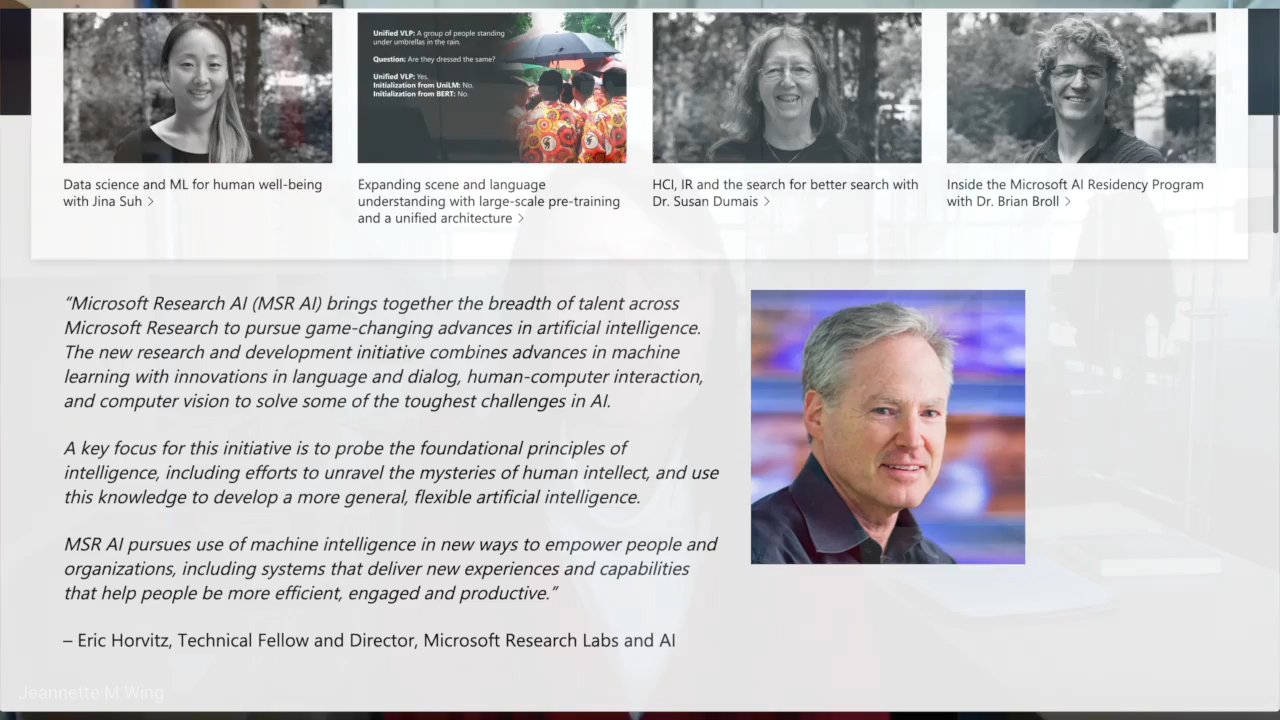 Unified VLP: A group of people standing
under umbrellas in the rain.
Question: Are they dressed the same?
Unified VLP: Yes.
Initialization from UniLM: No.
Initialization from BERT: No.
Data science and ML for human well-being
with Jina Suh >
Expanding scene and language
understanding with large-scale pre-training
and a unified architecture >
HCI, IR and the search for better search with
Dr. Susan Dumais >
Inside the Microsoft AI Residency Program
with Dr. Brian Broll >
"Microsoft Research AI (MSR AI) brings together the breadth of talent across
Microsoft Research to pursue game-changing advances in artificial intelligence.
The new research and development initiative combines advances in machine
learning with innovations in language and dialog, human-computer interaction,
and computer vision to solve some of the toughest challenges in AI.
A key focus for this initiative is to probe the foundational principles of
intelligence, including efforts to unravel the mysteries of human intellect, and use
this knowledge to develop a more general, flexible artificial intelligence.
MSR AI pursues use of machine intelligence in new ways to empower people and
organizations, including systems that deliver new experiences and capabilities
that help people be more efficient, engaged and productive."
– Eric Horvitz, Technical Fellow and Director, Microsoft Research Labs and AI
Jeannette M Wing